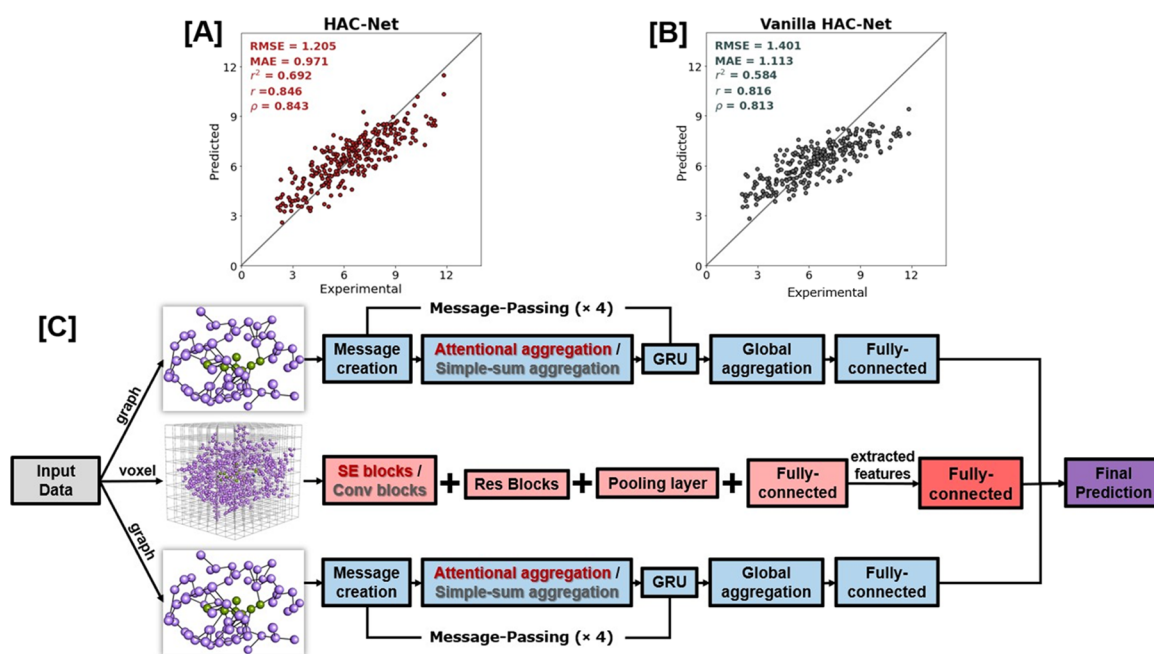 [A]
HAC-Net
RMSE = 1.205
MAE = 0.971
r² = 0.692
r =0.846
ρ = 0.843
12
9
6
3
0
Predicted
0 3 6 9 12
Experimental
[B]
Vanilla HAC-Net
RMSE = 1.401
MAE = 1.113
r² = 0.584
r = 0.816
ρ = 0.813
12
9
6
3
0
Predicted
0 3 6 9 12
Experimental
[C]
Message-Passing (× 4)
Message
creation
Attentional aggregation /
Simple-sum aggregation
GRU
Global
aggregation
Fully-
connected
graph
Input
Data
voxel
SE blocks /
Conv blocks
+
Res Blocks
+
Pooling layer
+
Fully-
connected
extracted
features
Fully-
connected
Final
Prediction
graph
Message
creation
Attentional aggregation /
Simple-sum aggregation
GRU
Global
aggregation
Fully-
connected
Message-Passing (× 4)